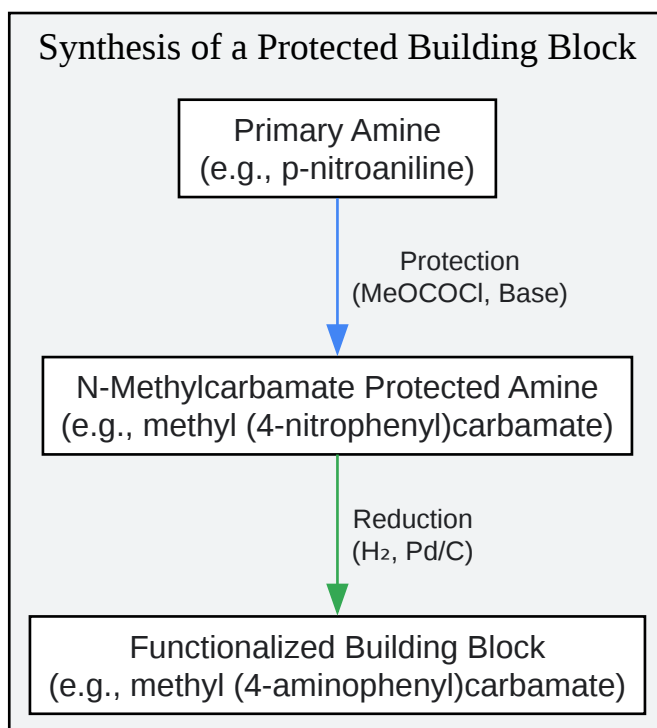 Synthesis of a Protected Building Block
Primary Amine
(e.g., p-nitroaniline)
Protection
(MeOCOCl, Base)
N-Methylcarbamate Protected Amine
(e.g., methyl (4-nitrophenyl)carbamate)
Reduction
(H₂, Pd/C)
Functionalized Building Block
(e.g., methyl (4-aminophenyl)carbamate)